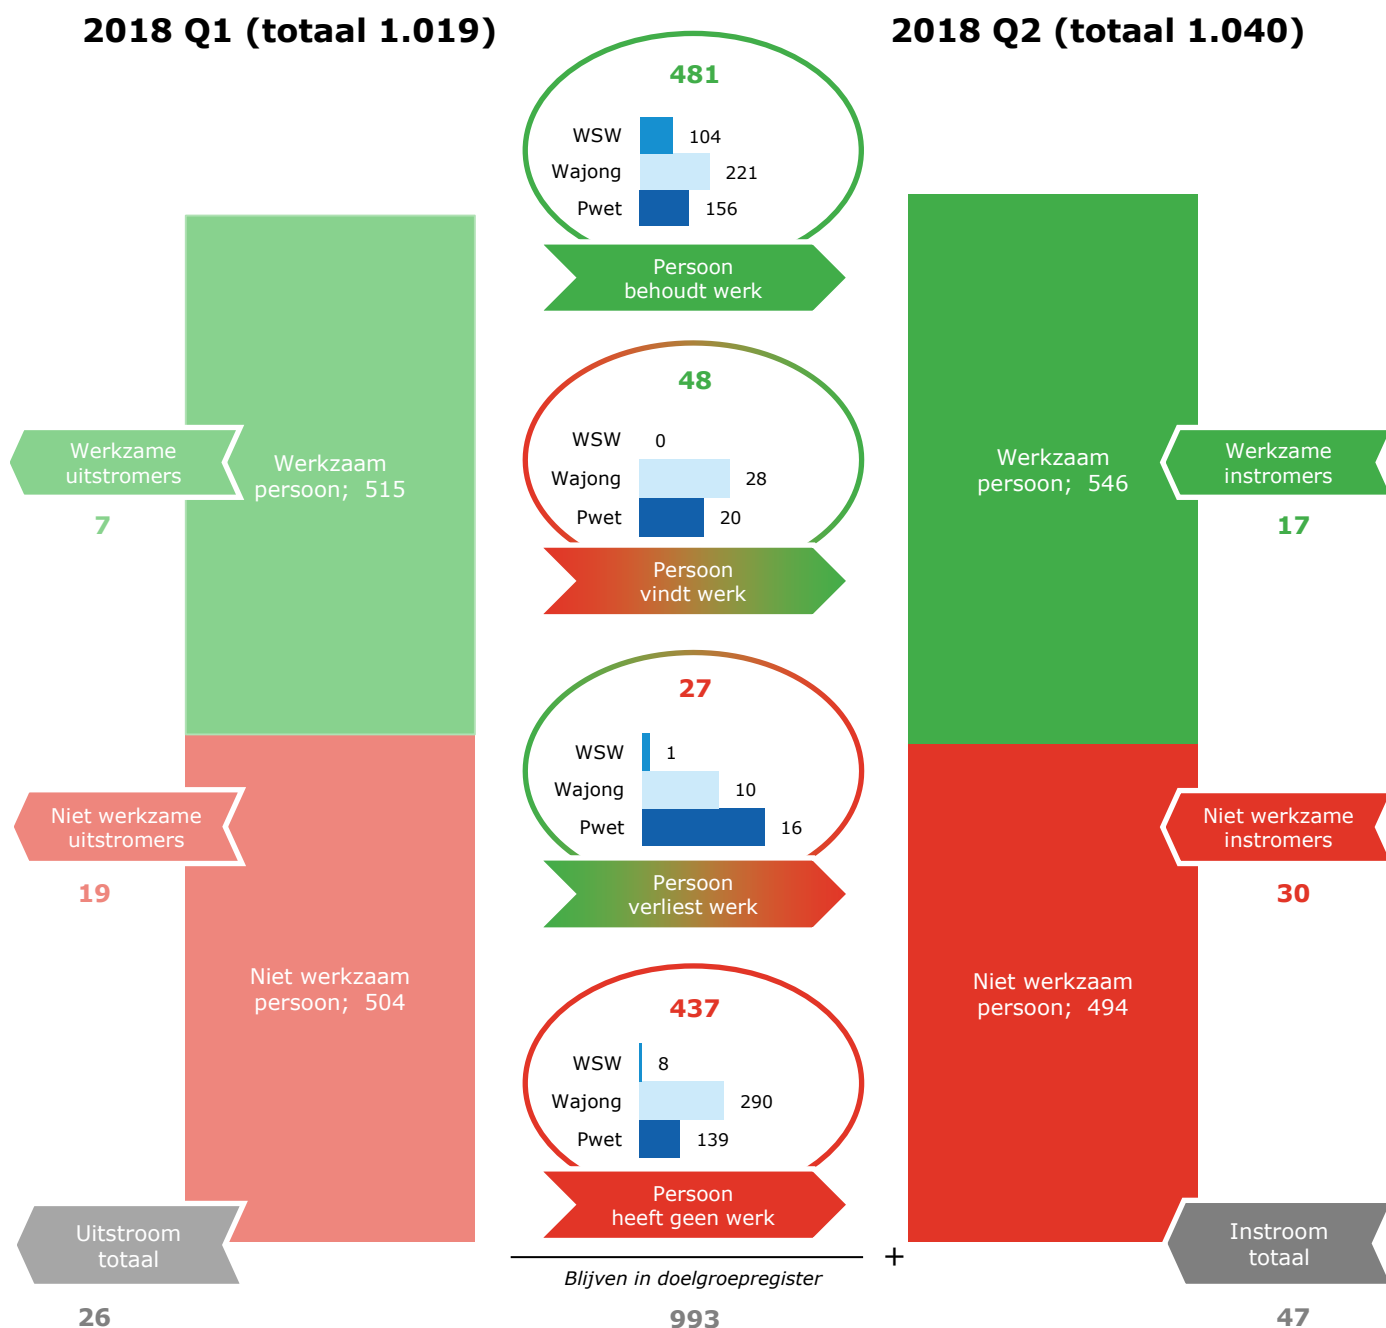 2018 Q1 (totaal 1.019)
2018 Q2 (totaal 1.040)
481
WSW 104
Wajong 221
Pwet 156
Persoon
behoudt werk
48
WSW 0
Wajong 28
Pwet 20
Persoon
vindt werk
27
WSW 1
Wajong 10
Pwet 16
Persoon
verliest werk
437
WSW 8
Wajong 290
Pwet 139
Persoon
heeft geen werk
Blijven in doelgroepregister
993
+
Werkzame
uitstromers
7
Werkzaam
persoon; 515
Niet werkzame
uitstromers
19
Niet werkzaam
persoon; 504
Uitstroom
totaal
26
Werkzaam
persoon; 546
Werkzame
instromers
17
Niet werkzame
instromers
30
Niet werkzaam
persoon; 494
Instroom
totaal
47